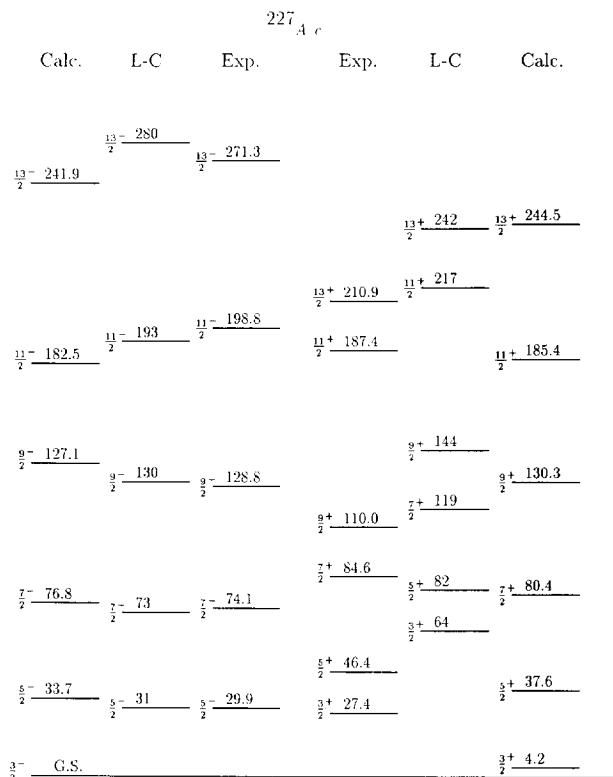 227Ac
Calc. L-C Exp. Exp. L-C Calc.
13/2- 280
13/2- 271.3
13/2- 241.9
13/2+ 242 13/2+ 244.5
11/2+ 217
13/2+ 210.9
11/2- 198.8
11/2- 193
11/2+ 187.4
11/2- 182.5 11/2+ 185.4
9/2+ 144
9/2- 127.1
9/2- 130 9/2- 128.8 9/2+ 130.3
7/2+ 119
9/2+ 110.0
7/2+ 84.6
5/2+ 82
7/2- 76.8 7/2+ 80.4
7/2- 73 7/2- 74.1
3/2+ 64
5/2+ 46.4
5/2- 33.7 5/2+ 37.6
5/2- 31 5/2- 29.9 3/2+ 27.4
3/2- G.S. 3/2+ 4.2